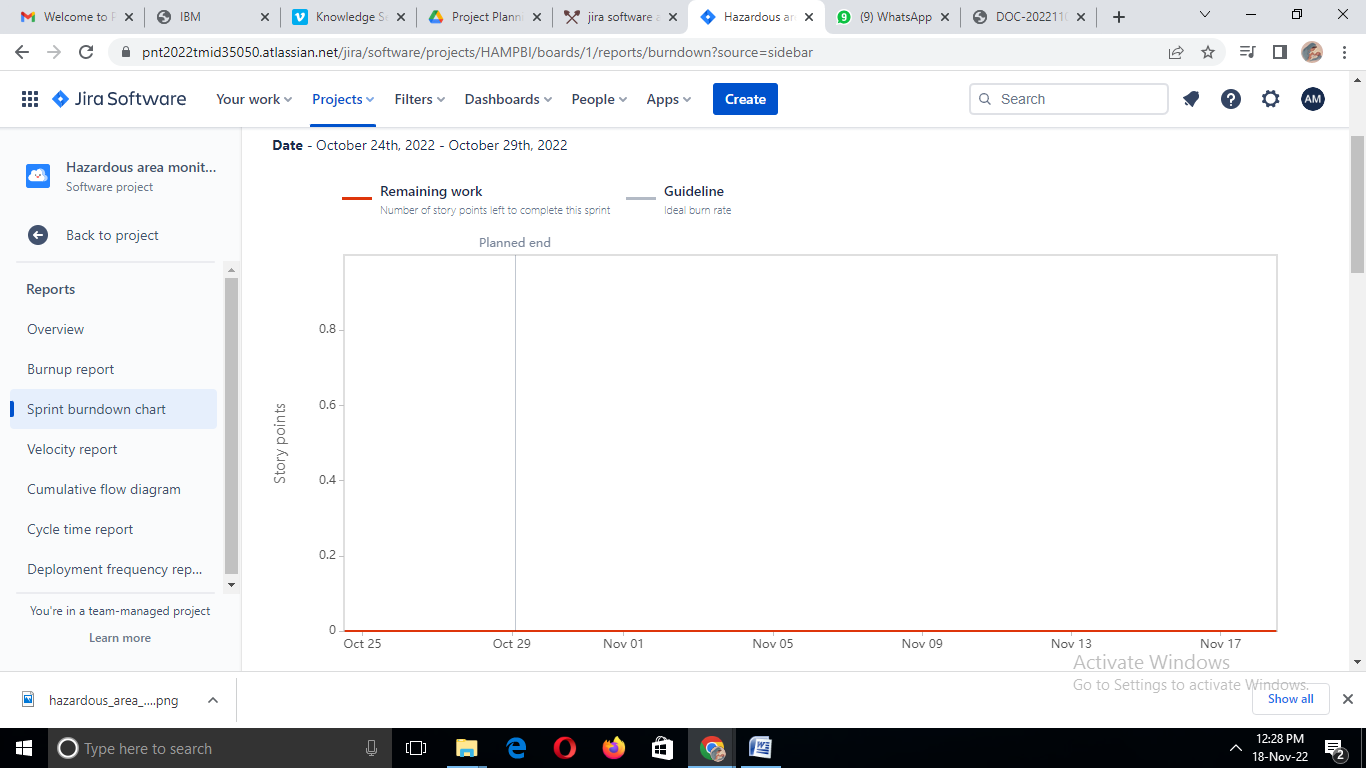 Welcome to P
IBM
Knowledge Se
Project Planni
jira software a
Hazardous an
(9) WhatsApp
DOC-2022110
pnt2022tmid35050.atlassian.net/jira/software/projects/HAMPBI/boards/1/reports/burndown?source=sidebar
Jira Software
Your work
Projects
Filters
Dashboards
People
Apps
Create
Search
AM
Hazardous area monit...
Software project
Back to project
Reports
Overview
Burnup report
Sprint burndown chart
Velocity report
Cumulative flow diagram
Cycle time report
Deployment frequency rep...
You're in a team-managed project
Learn more
Date - October 24th, 2022 - October 29th, 2022
Remaining work
Number of story points left to complete this sprint
Guideline
Ideal burn rate
Planned end
Story points
0.8
0.6
0.4
0.2
0
Oct 25
Oct 29
Nov 01
Nov 05
Nov 09
Nov 13
Nov 17
Activate Windows
Go to Settings to activate Windows.
hazardous_area_....png
Show all
Type here to search
12:28 PM
18-Nov-22
2